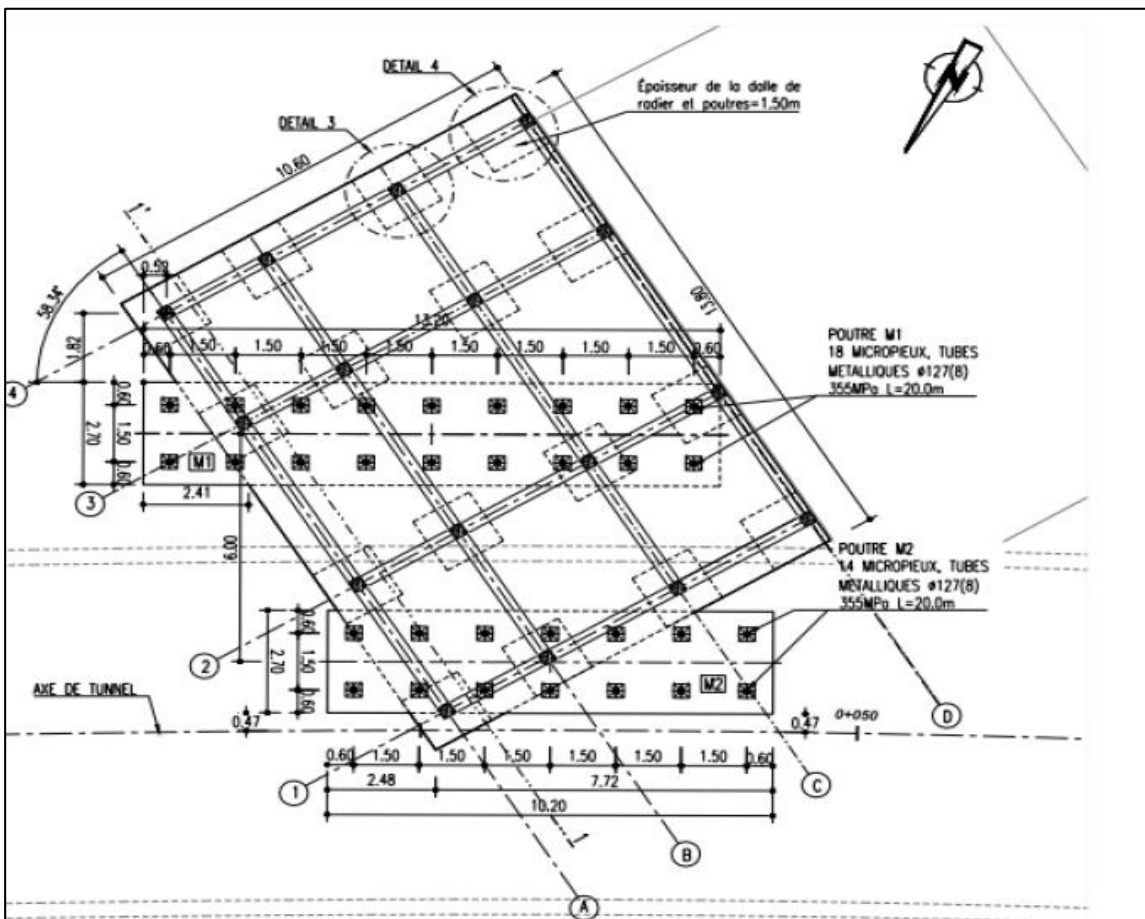 DETAIL 4
Épaisseur de la dalle de
radier et poutres=1.50m
DETAIL 3
10.60
1'
0.59
58.34
13.80
13.20
1.82
0.60 1.50 1.50 1.50 1.50 1.50 1.50 1.50 1.50 0.60
POUTRE M1
18 MICROPIEUX, TUBES
METALLIQUES ø127(8)
355MPa L=20.0m
4
0.60
2.70
1.50
0.60
M1
3
2.41
6.00
POUTRE M2
14 MICROPIEUX, TUBES
METALLIQUES ø127(8)
355MPa L=20.0m
2
0.60
2.70
1.50
0.60
M2
AXE DE TUNNEL
0.47
0.47
0+050
D
0.60 1.50 1.50 1.50 1.50 1.50 1.50 0.60
1
2.48
7.72
C
10.20
1'
B
A